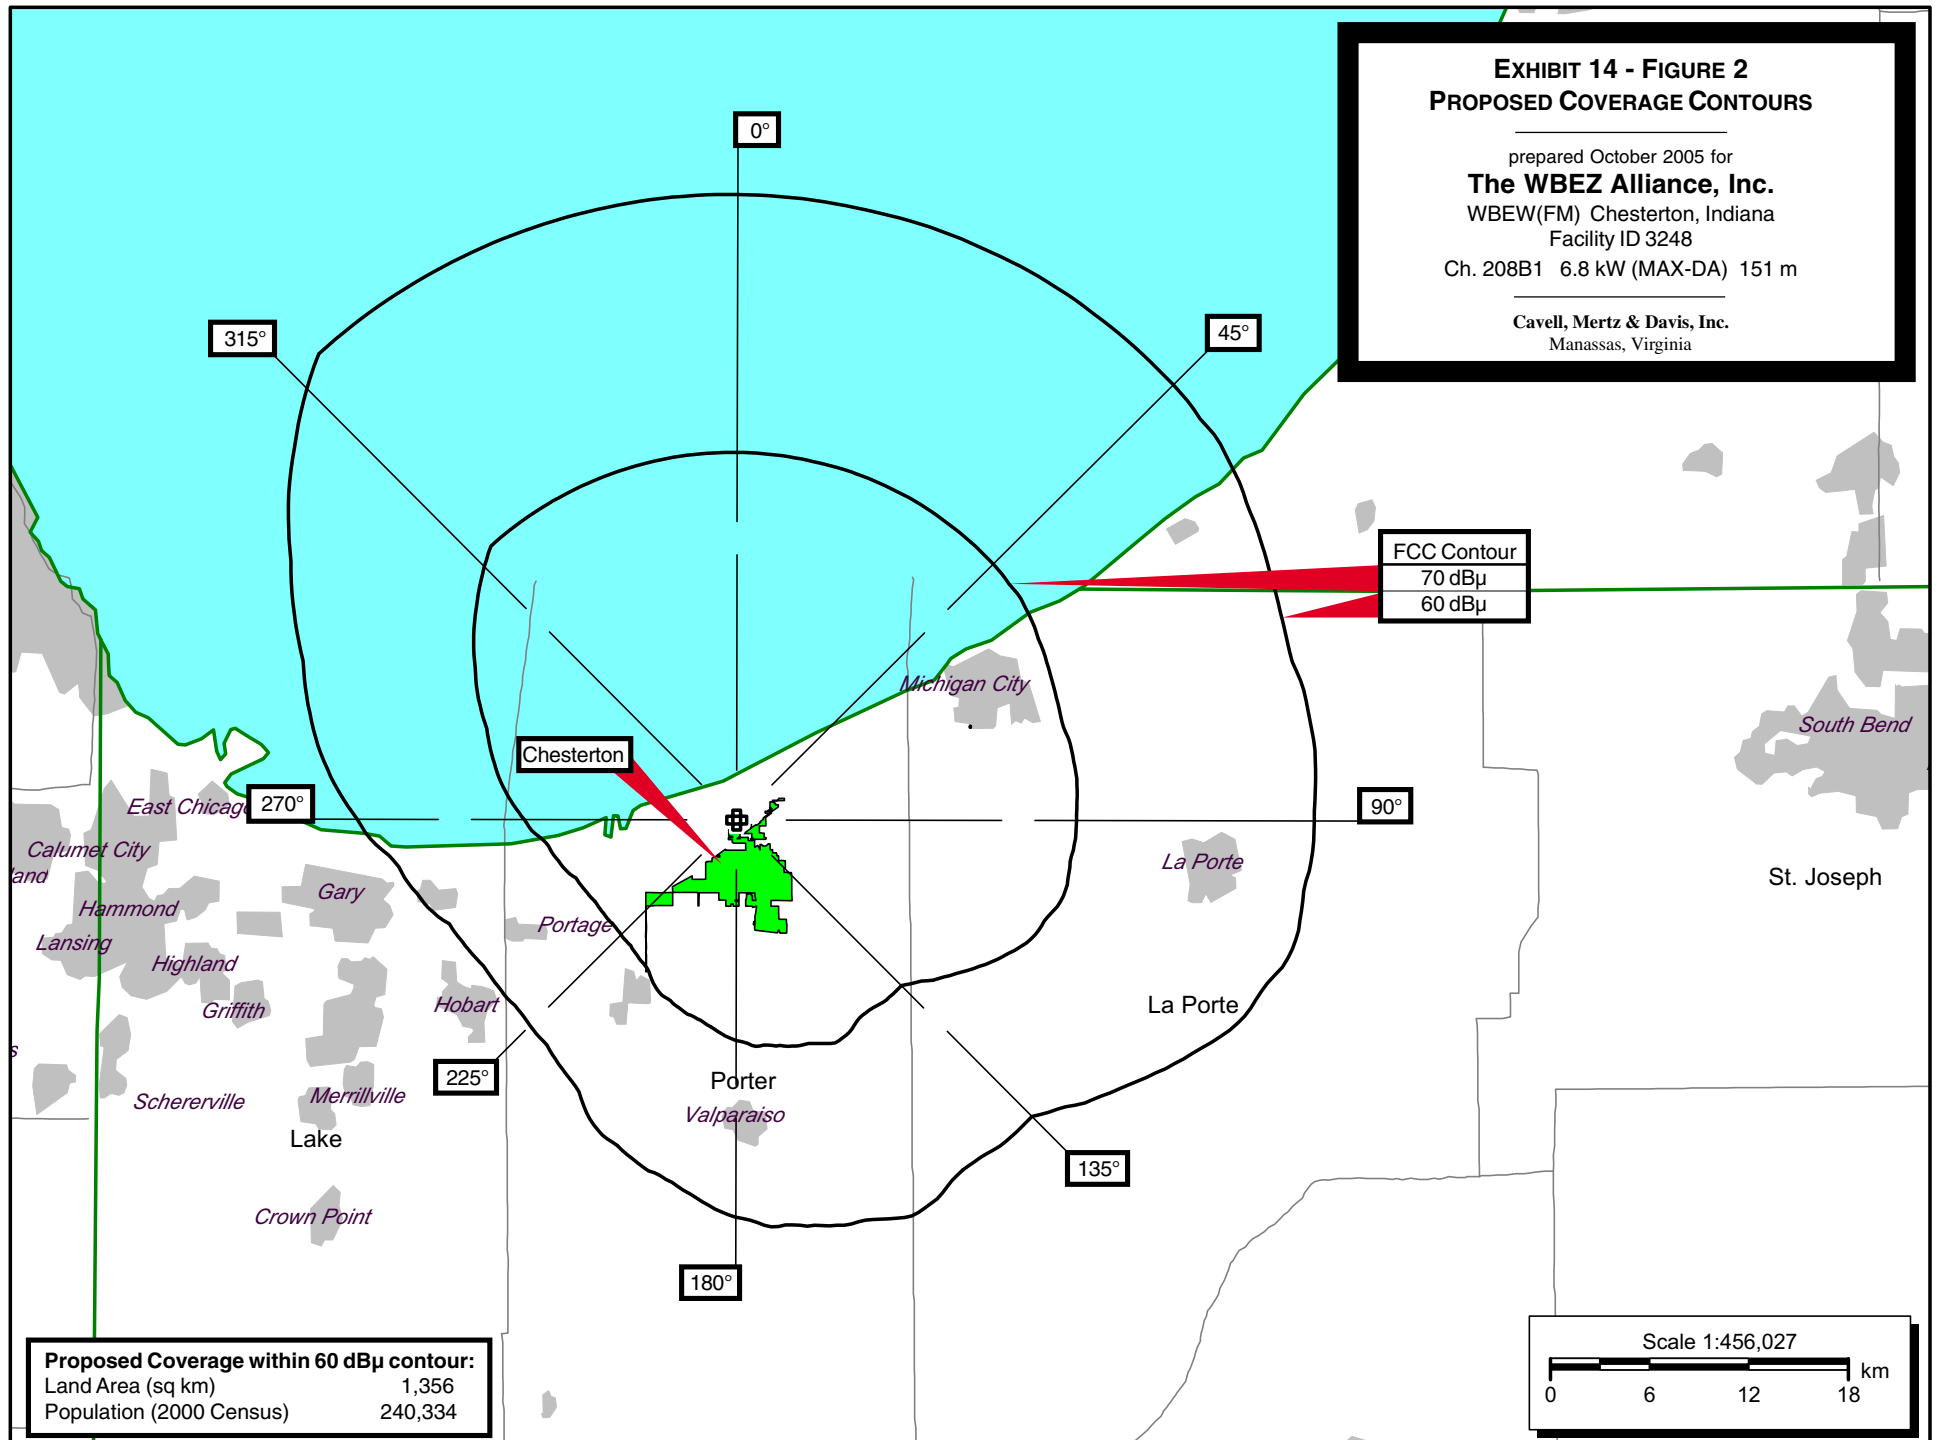 EXHIBIT 14 - FIGURE 2
PROPOSED COVERAGE CONTOURS
prepared October 2005 for
The WBEZ Alliance, Inc.
WBEW(FM) Chesterton, Indiana
Facility ID 3248
Ch. 208B1 6.8 kW (MAX-DA) 151 m
Cavell, Mertz & Davis, Inc.
Manassas, Virginia
0°
315°
45°
FCC Contour
70 dBµ
60 dBµ
Michigan City
South Bend
Chesterton
East Chicag
270°
90°
Calumet City
land
La Porte
St. Joseph
Gary
Hammond
Portage
Lansing
Highland
Hobart
La Porte
Griffith
s
225°
Porter
Schererville
Merrillville
Valparaiso
Lake
135°
Crown Point
180°
Proposed Coverage within 60 dBµ contour:
Land Area (sq km) 1,356
Population (2000 Census) 240,334
Scale 1:456,027
km
0 6 12 18